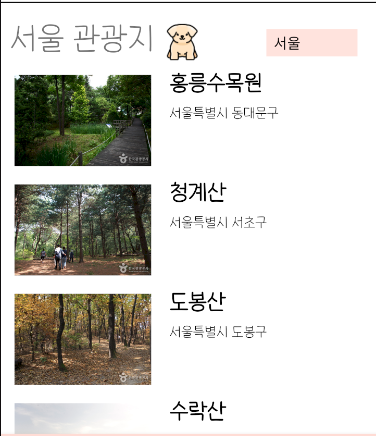 서울 관광지
서울
홍릉수목원
서울특별시 동대문구
청계산
서울특별시 서초구
도봉산
서울특별시 도봉구
수락산